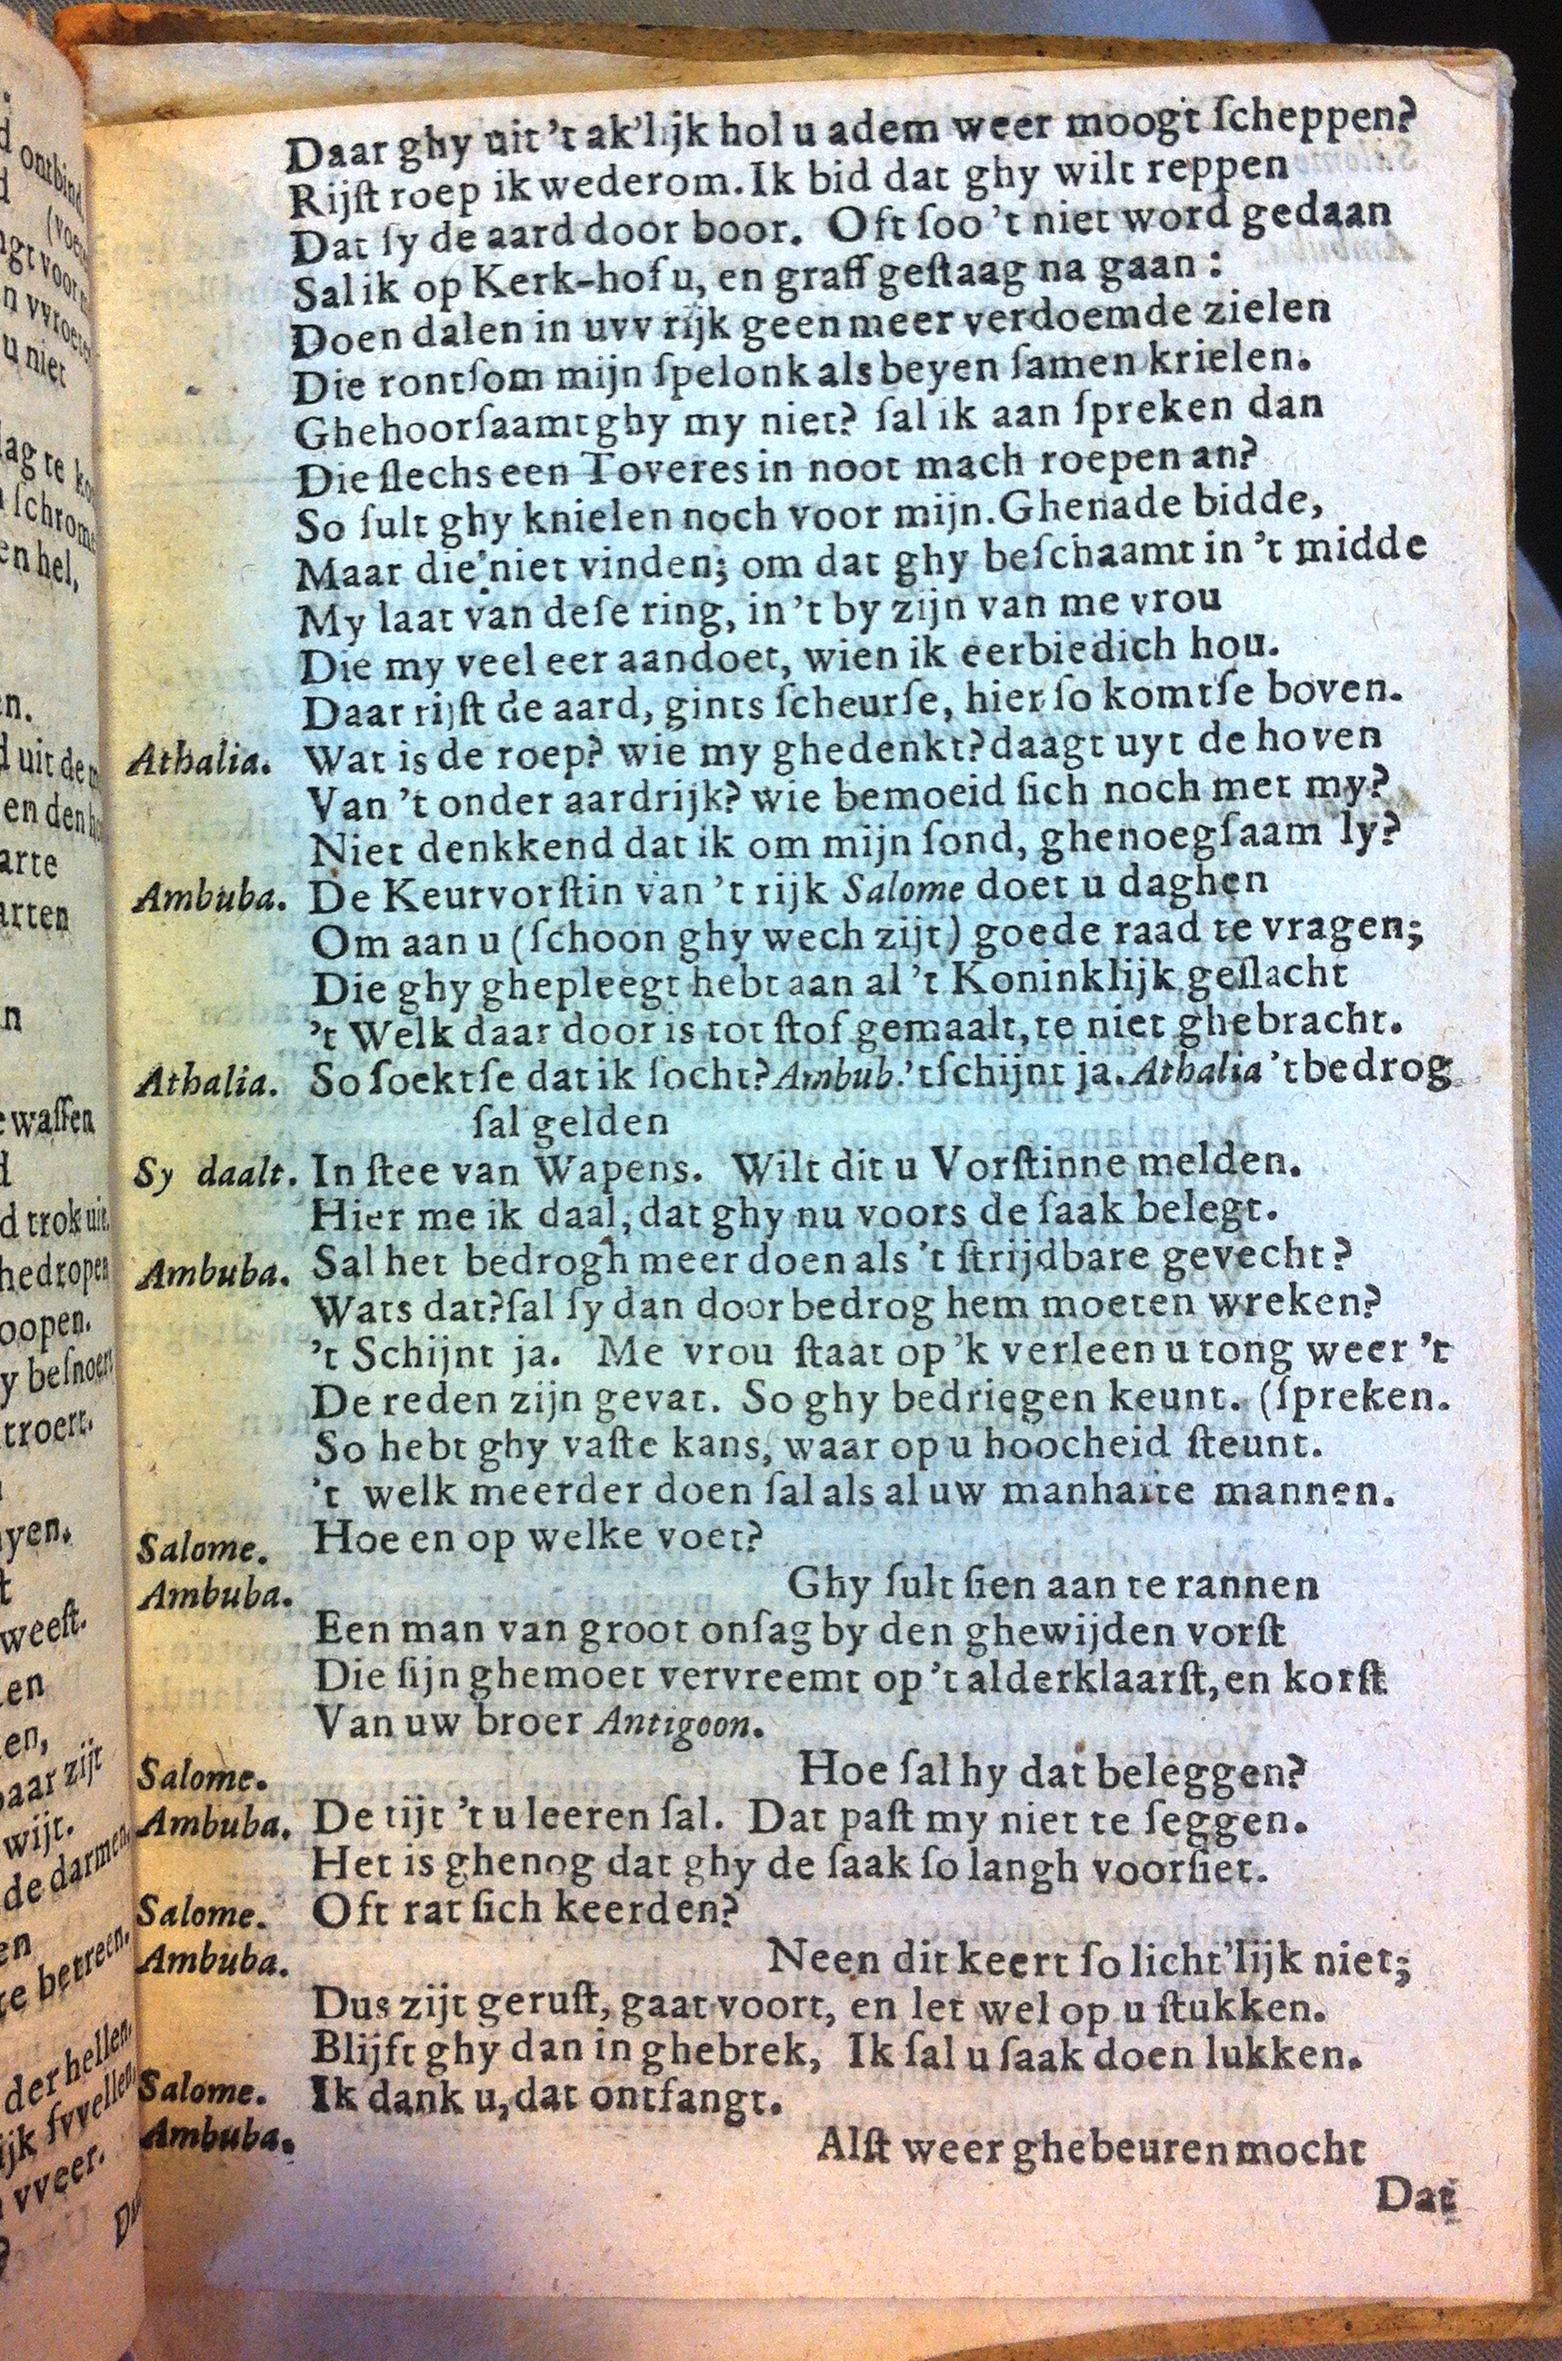 Daar ghy uit 't ak'lijk hol u adem weer moogt ſcheppen?
Rijſt roep ik wederom. Ik bid dat ghy wilt reppen
Dat ſy de aard door boor. Oft ſoo 't niet word gedaan
Sal ik op Kerk-hof u, en graff geſtaag na gaan:
Doen dalen in uvv rijk geen meer verdoemde zielen
Die rontſom mijn ſpelonk als beyen ſamen krielen.
Ghehoorſaamt ghy my niet? ſal ik aan ſpreken dan
Die ſlechs een Toveres in noot mach roepen an?
So ſult ghy knielen noch voor mijn. Ghenade bidde,
Maar die niet vinden; om dat ghy beſchaamt in 't midde
My laat van deſe ring, in 't by zijn van me vrou
Die my veel eer aandoet, wien ik eerbiedich hou.
Daar rijſt de aard, gints ſcheurſe, hier ſo komtſe boven.
Athalia. Wat is de roep? wie my ghedenkt? daagt uyt de hoven
Van 't onder aardrijk? wie bemoeid ſich noch met my?
Niet denkkend dat ik om mijn ſond, ghenoegſaam ly?
Ambuba. De Keurvorſtin van 't rijk Salome doet u daghen
Om aan u (ſchoon ghy wech zijt) goede raad te vragen;
Die ghy ghepleegt hebt aan al 't Koninklijk geſlacht
't Welk daar door is tot ſtof gemaalt, te niet ghebracht.
Athalia. So ſoektſe dat ik ſocht? Ambub. 't ſchijnt ja. Athalia 't bedrog
ſal gelden
Sy daalt. In ſtee van Wapens. Wilt dit u Vorſtinne melden.
Hier me ik daal, dat ghy nu voors de ſaak belegt.
Ambuba. Sal het bedrogh meer doen als 't ſtrijdbare gevecht?
Wats dat? ſal ſy dan door bedrog hem moeten wreken?
't Schijnt ja. Me vrou ſtaat op 'k verleen u tong weer 't
De reden zijn gevat. So ghy bedriegen keunt. (ſpreken.
So hebt ghy vaſte kans, waar op u hoocheid ſteunt.
't welk meerder doen ſal als al uw manhaite mannen.
Salome. Hoe en op welke voet?
Ambuba. Ghy ſult ſien aan te rannen
Een man van groot onſag by den ghewijden vorſt
Die ſijn ghemoet vervreemt op 't alderklaarſt, en korſt
Van uw broer Antigoon.
Salome. Hoe ſal hy dat beleggen?
Ambuba. De tijt 't u leeren ſal. Dat paſt my niet te ſeggen.
Het is ghenog dat ghy de ſaak ſo langh voorſiet.
Salome. Oft rat ſich keerden?
Ambuba. Neen dit keert ſo licht'lijk niet;
Dus zijt geruſt, gaat voort, en let wel op u ſtukken.
Blijft ghy dan in ghebrek, Ik ſal u ſaak doen lukken.
Salome. Ik dank u, dat ontfangt.
Ambuba. Alſt weer ghebeuren mocht
Dat